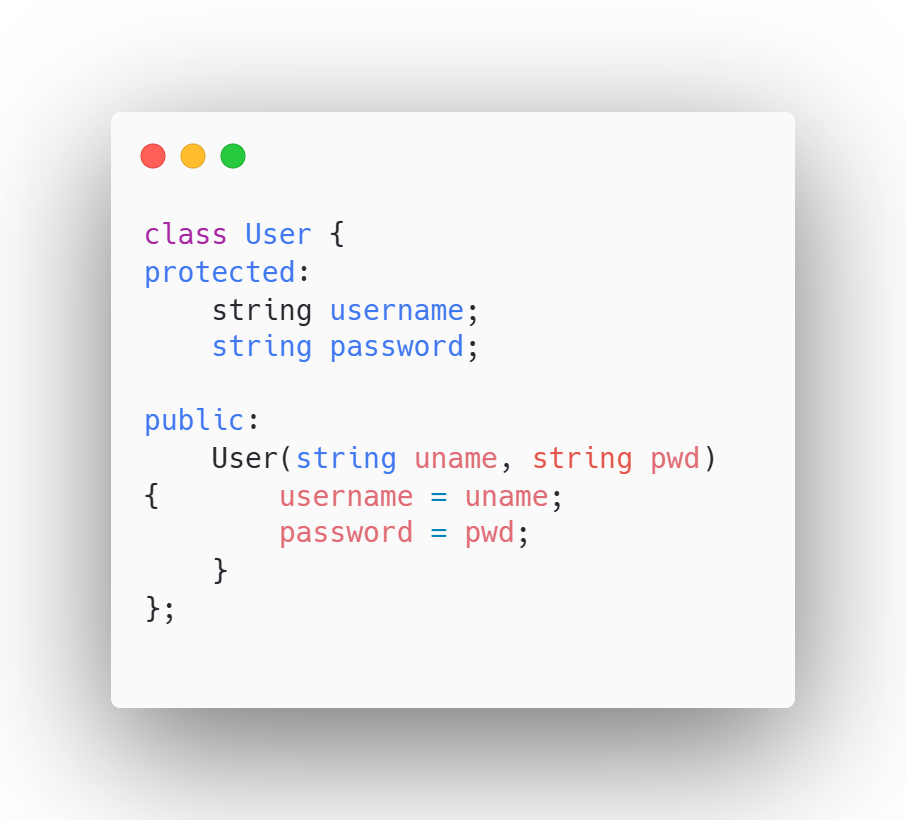 class User {
protected:
    string username;
    string password;

public:
    User(string uname, string pwd)
{       username = uname;
        password = pwd;
    }
};